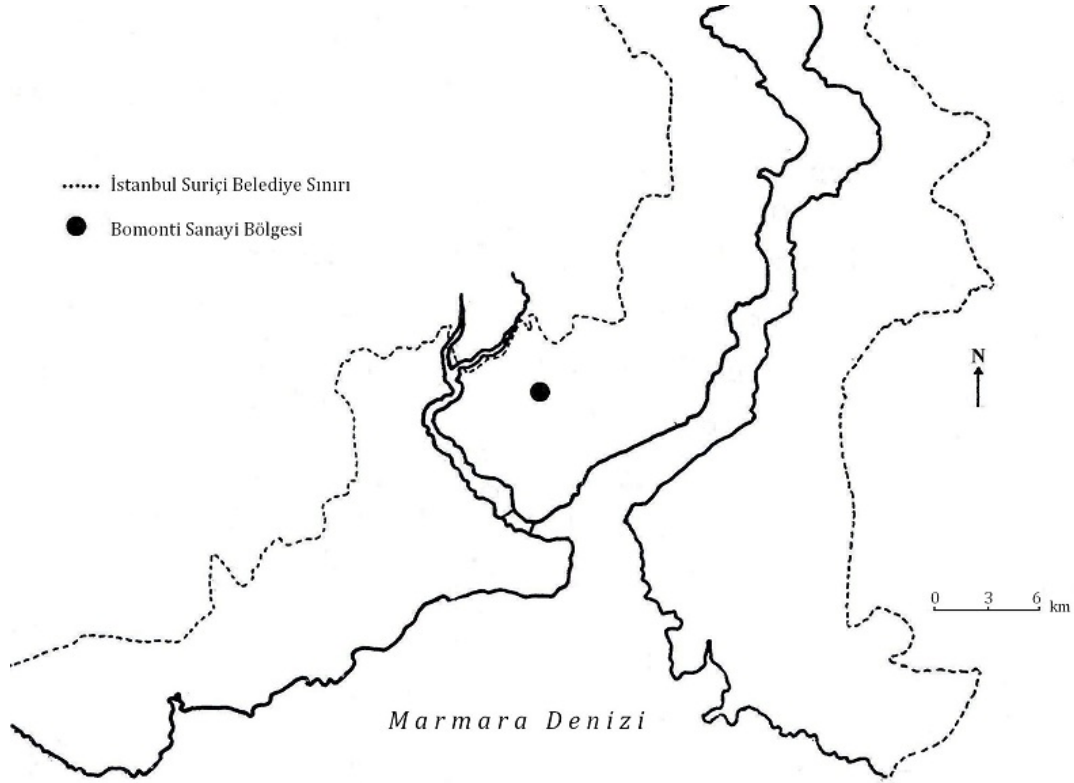 İstanbul Suriçi Belediye Sınırı
Bomonti Sanayi Bölgesi
N
0 3 6 km
Marmara Denizi